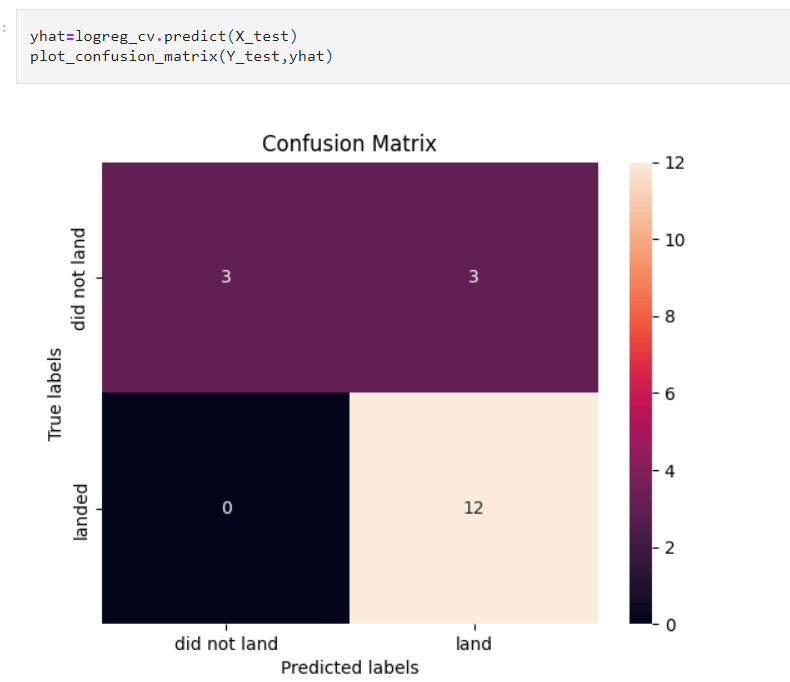 :
yhat=logreg_cv.predict(X_test)
plot_confusion_matrix(Y_test,yhat)
Confusion Matrix
12
10
8
6
4
2
0
True labels
did not land
landed
3
3
0
12
did not land
land
Predicted labels